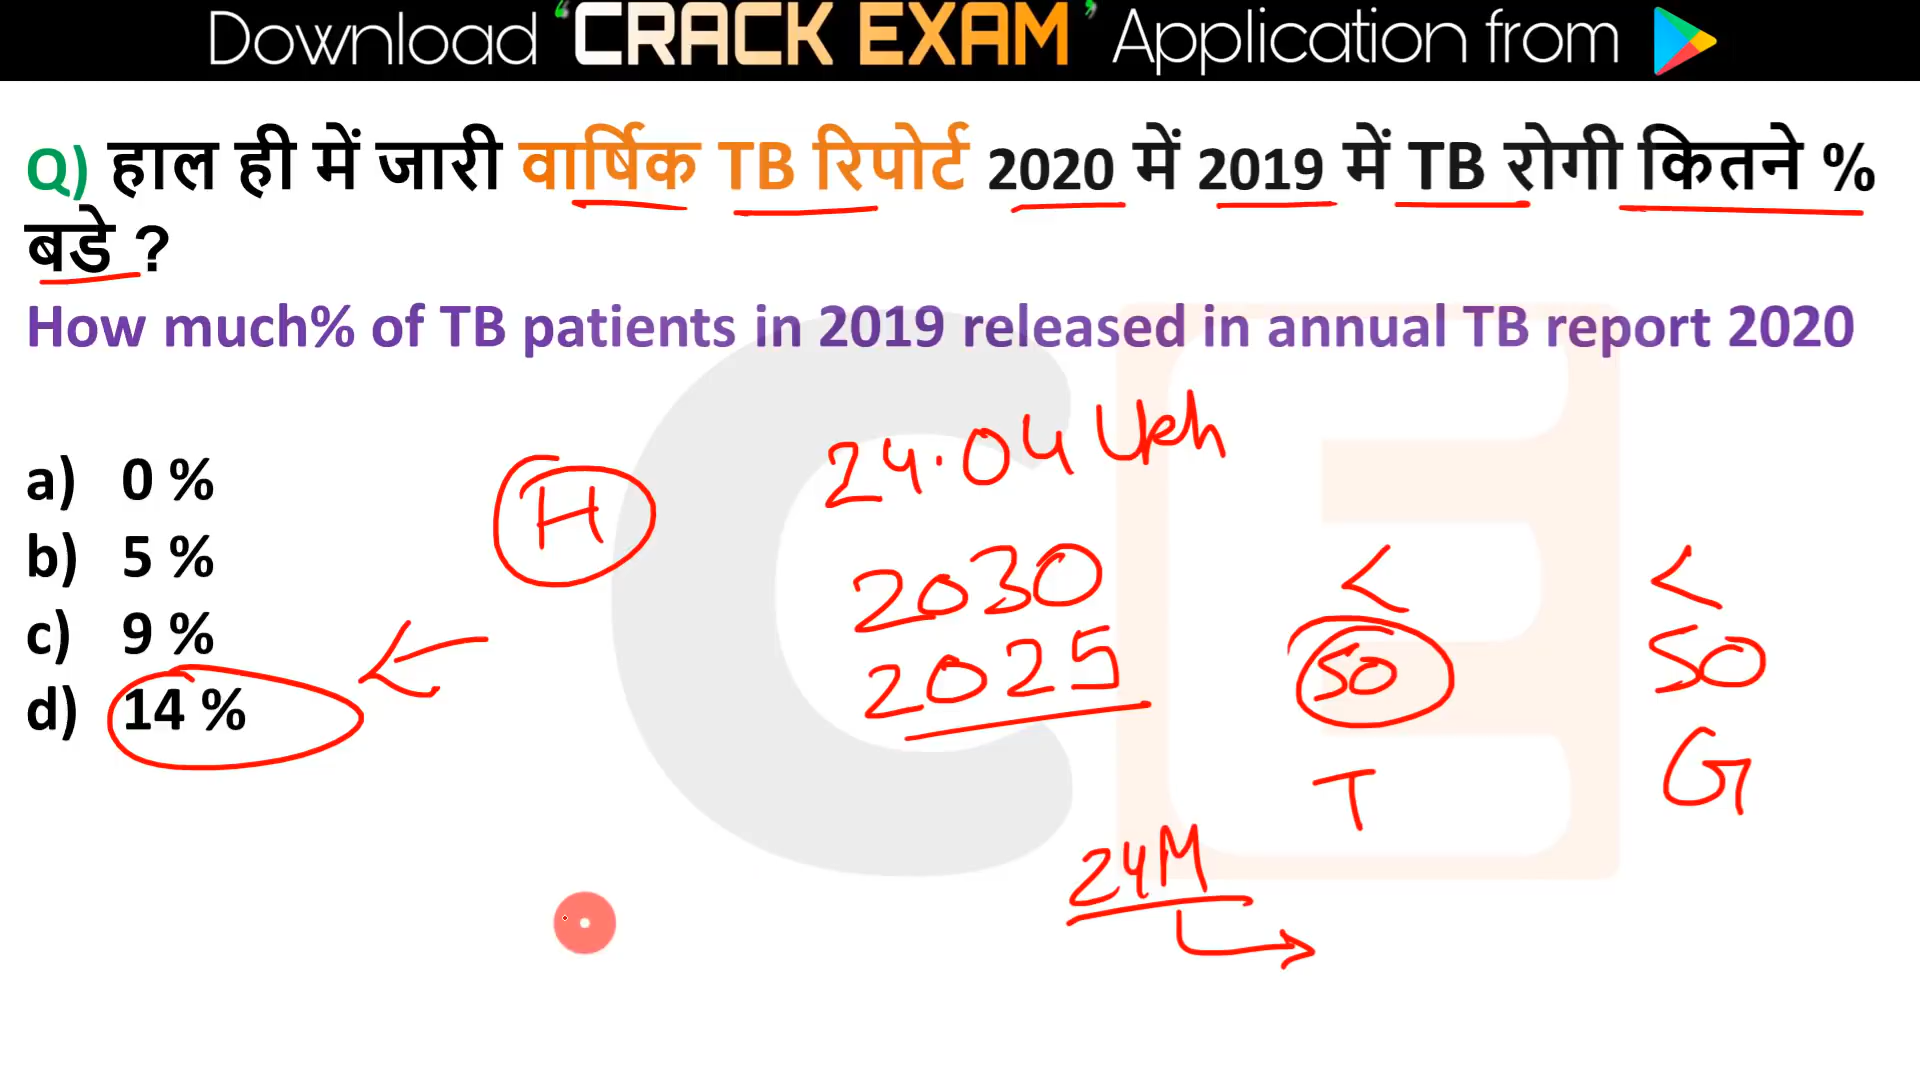 Download ‘CRACK EXAM’ Application from
Q) हाल ही में जारी वार्षिक TB रिपोर्ट 2020 में 2019 में TB रोगी कितने %
बडे ?
How much% of TB patients in 2019 released in annual TB report 2020
a) 0 %
b) 5 %
c) 9 %
d) 14 %
H
24.04
2030
2025
< <
50 50
T G
24M
CE